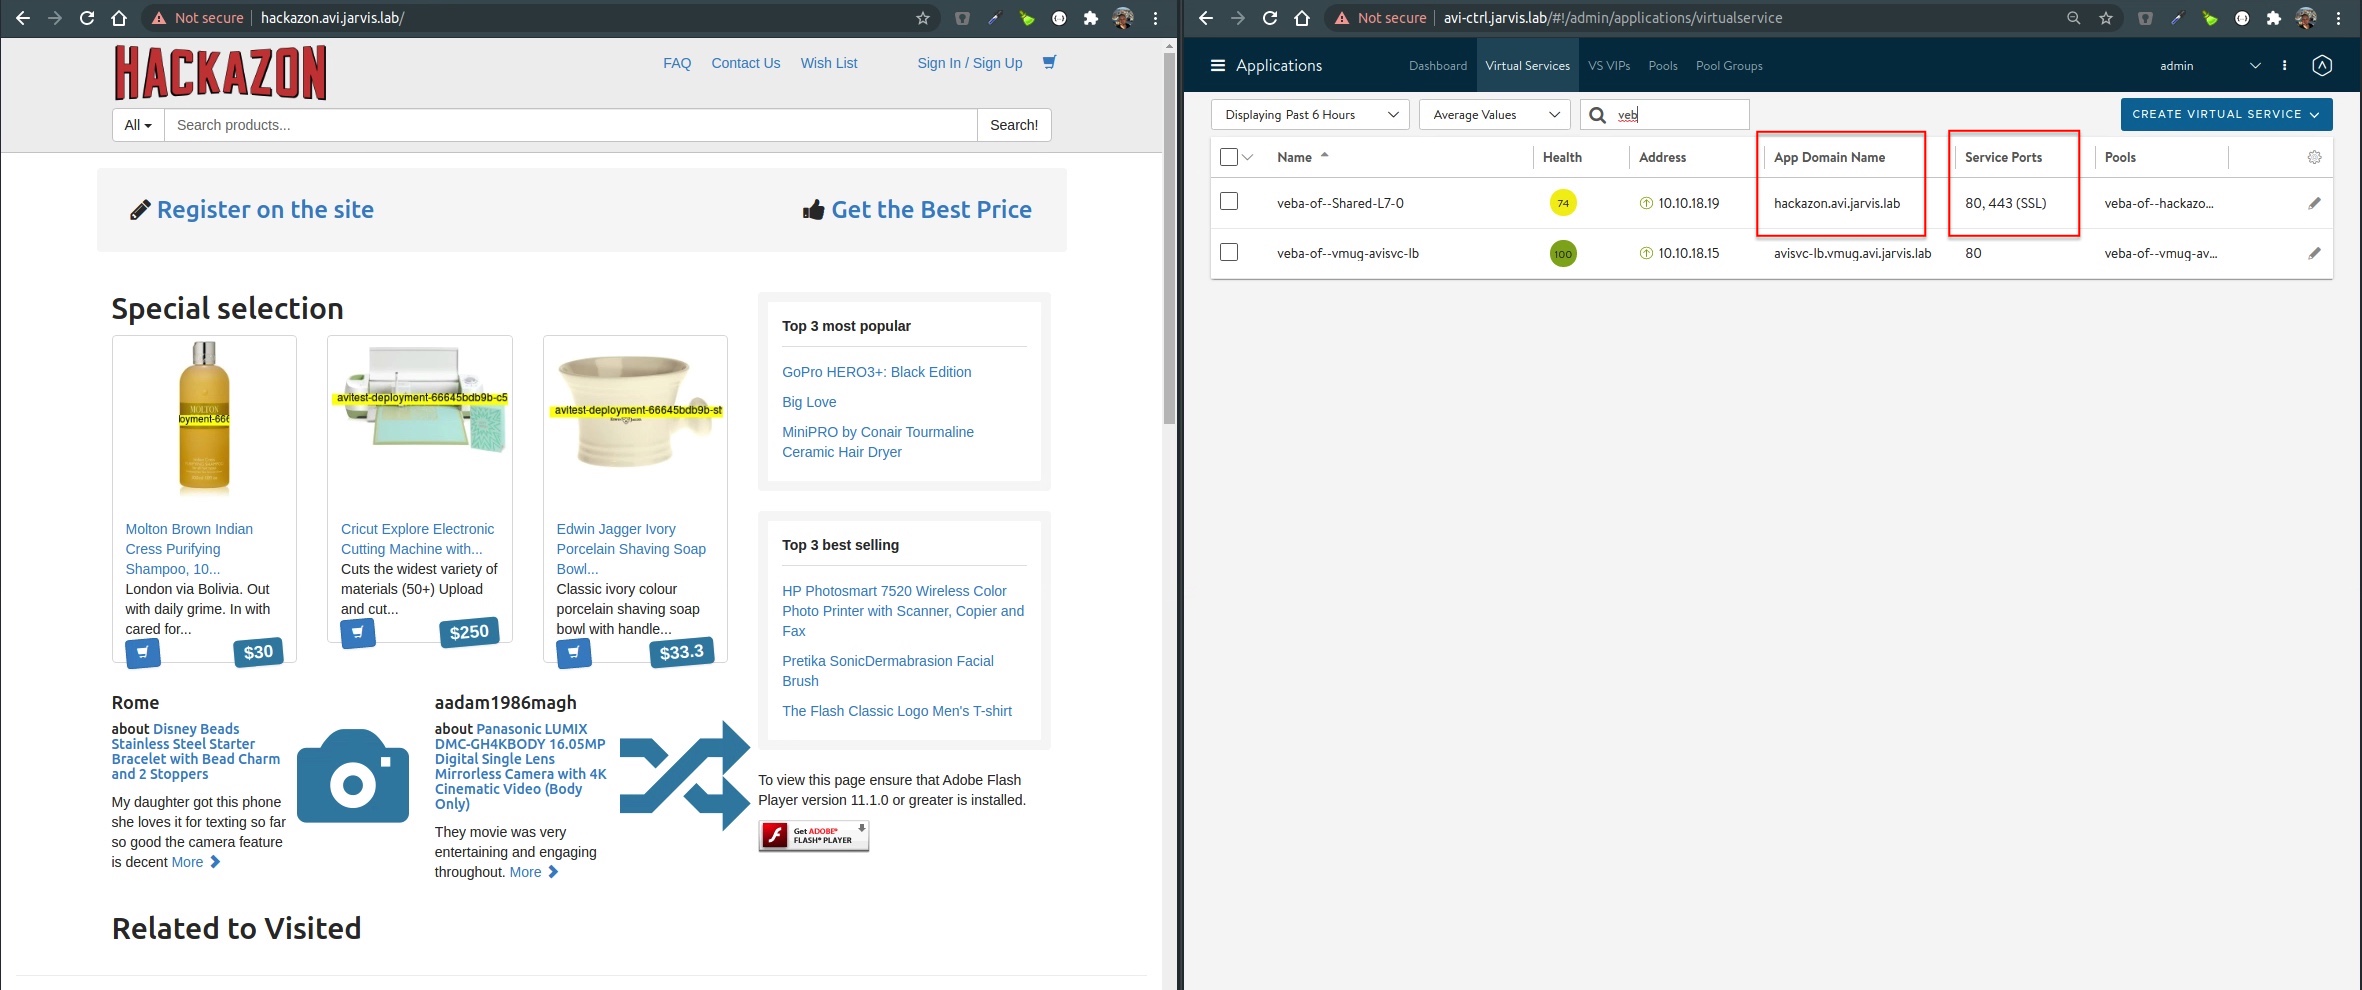 Not secure
hackazon.avi.jarvis.lab/
HACKAZON
FAQ Contact Us Wish List Sign In / Sign Up
All Search products... Search!
Register on the site Get the Best Price
Special selection
MOLTON
loyment-666
avitest-deployment-66645bdb9b-c5
avitest-deployment-66645bdb9b-st
Molton Brown Indian
Cress Purifying
Shampoo, 10...
London via Bolivia. Out
with daily grime. In with
cared for...
$30
Cricut Explore Electronic
Cutting Machine with...
Cuts the widest variety of
materials (50+) Upload
and cut...
$250
Edwin Jagger Ivory
Porcelain Shaving Soap
Bowl...
Classic ivory colour
porcelain shaving soap
bowl with handle...
$33.3
Top 3 most popular
GoPro HERO3+: Black Edition
Big Love
MiniPRO by Conair Tourmaline
Ceramic Hair Dryer
Top 3 best selling
HP Photosmart 7520 Wireless Color
Photo Printer with Scanner, Copier and
Fax
Pretika SonicDermabrasion Facial
Brush
The Flash Classic Logo Men's T-shirt
Rome
about Disney Beads
Stainless Steel Starter
Bracelet with Bead Charm
and 2 Stoppers
My daughter got this phone
she loves it for texting so far
so good the camera feature
is decent More
aadam1986magh
about Panasonic LUMIX
DMC-GH4KBODY 16.05MP
Digital Single Lens
Mirrorless Camera with 4K
Cinematic Video (Body
Only)
They movie was very
entertaining and engaging
throughout. More
To view this page ensure that Adobe Flash
Player version 11.1.0 or greater is installed.
Get ADOBE®
FLASH® PLAYER
Related to Visited
Not secure
avi-ctrl.jarvis.lab/#!/admin/applications/virtualservice
Applications Dashboard Virtual Services VS VIPs Pools Pool Groups admin
Displaying Past 6 Hours Average Values veb CREATE VIRTUAL SERVICE
Name Health Address App Domain Name Service Ports Pools
veba-of--Shared-L7-0 74 10.10.18.19 hackazon.avi.jarvis.lab 80, 443 (SSL) veba-of--hackazo...
veba-of--vmug-avisvc-lb 100 10.10.18.15 avisvc-lb.vmug.avi.jarvis.lab 80 veba-of--vmug-av...